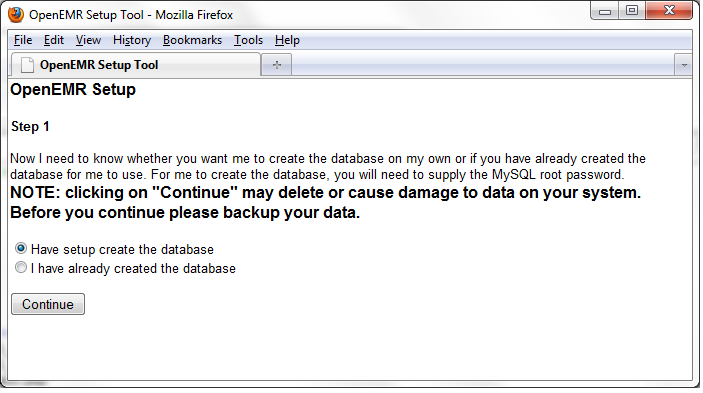 OpenEMR Setup Tool - Mozilla Firefox
File Edit View History Bookmarks Tools Help
OpenEMR Setup Tool
OpenEMR Setup
Step 1
Now I need to know whether you want me to create the database on my own or if you have already created the
database for me to use. For me to create the database, you will need to supply the MySQL root password.
NOTE: clicking on "Continue" may delete or cause damage to data on your system.
Before you continue please backup your data.
Have setup create the database
I have already created the database
Continue